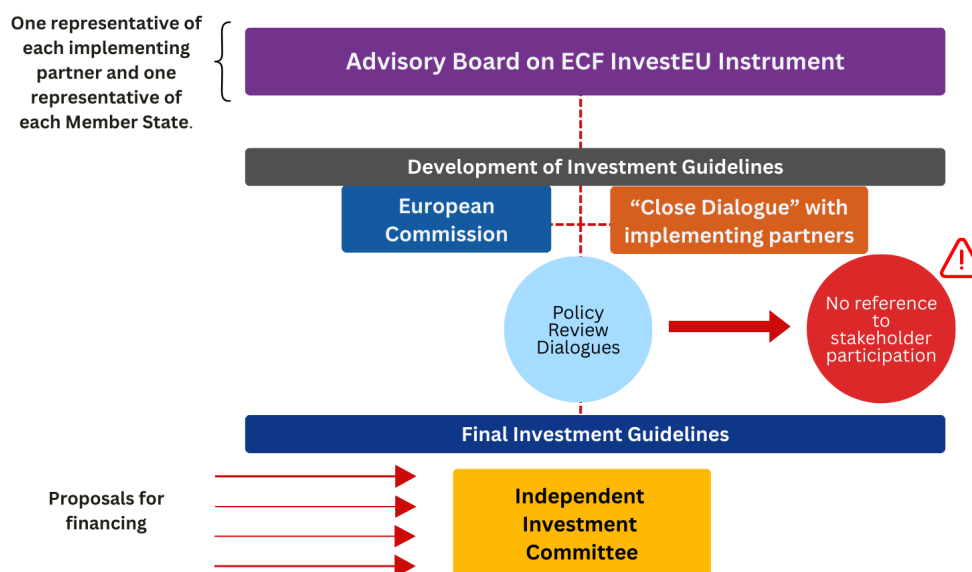 One representative of
each implementing
partner and one
representative of
each Member State.
Advisory Board on ECF InvestEU Instrument
Development of Investment Guidelines
European
Commission
“Close Dialogue” with
implementing partners
Policy
Review
Dialogues
No reference
to
stakeholder
participation
Final Investment Guidelines
Proposals for
financing
Independent
Investment
Committee